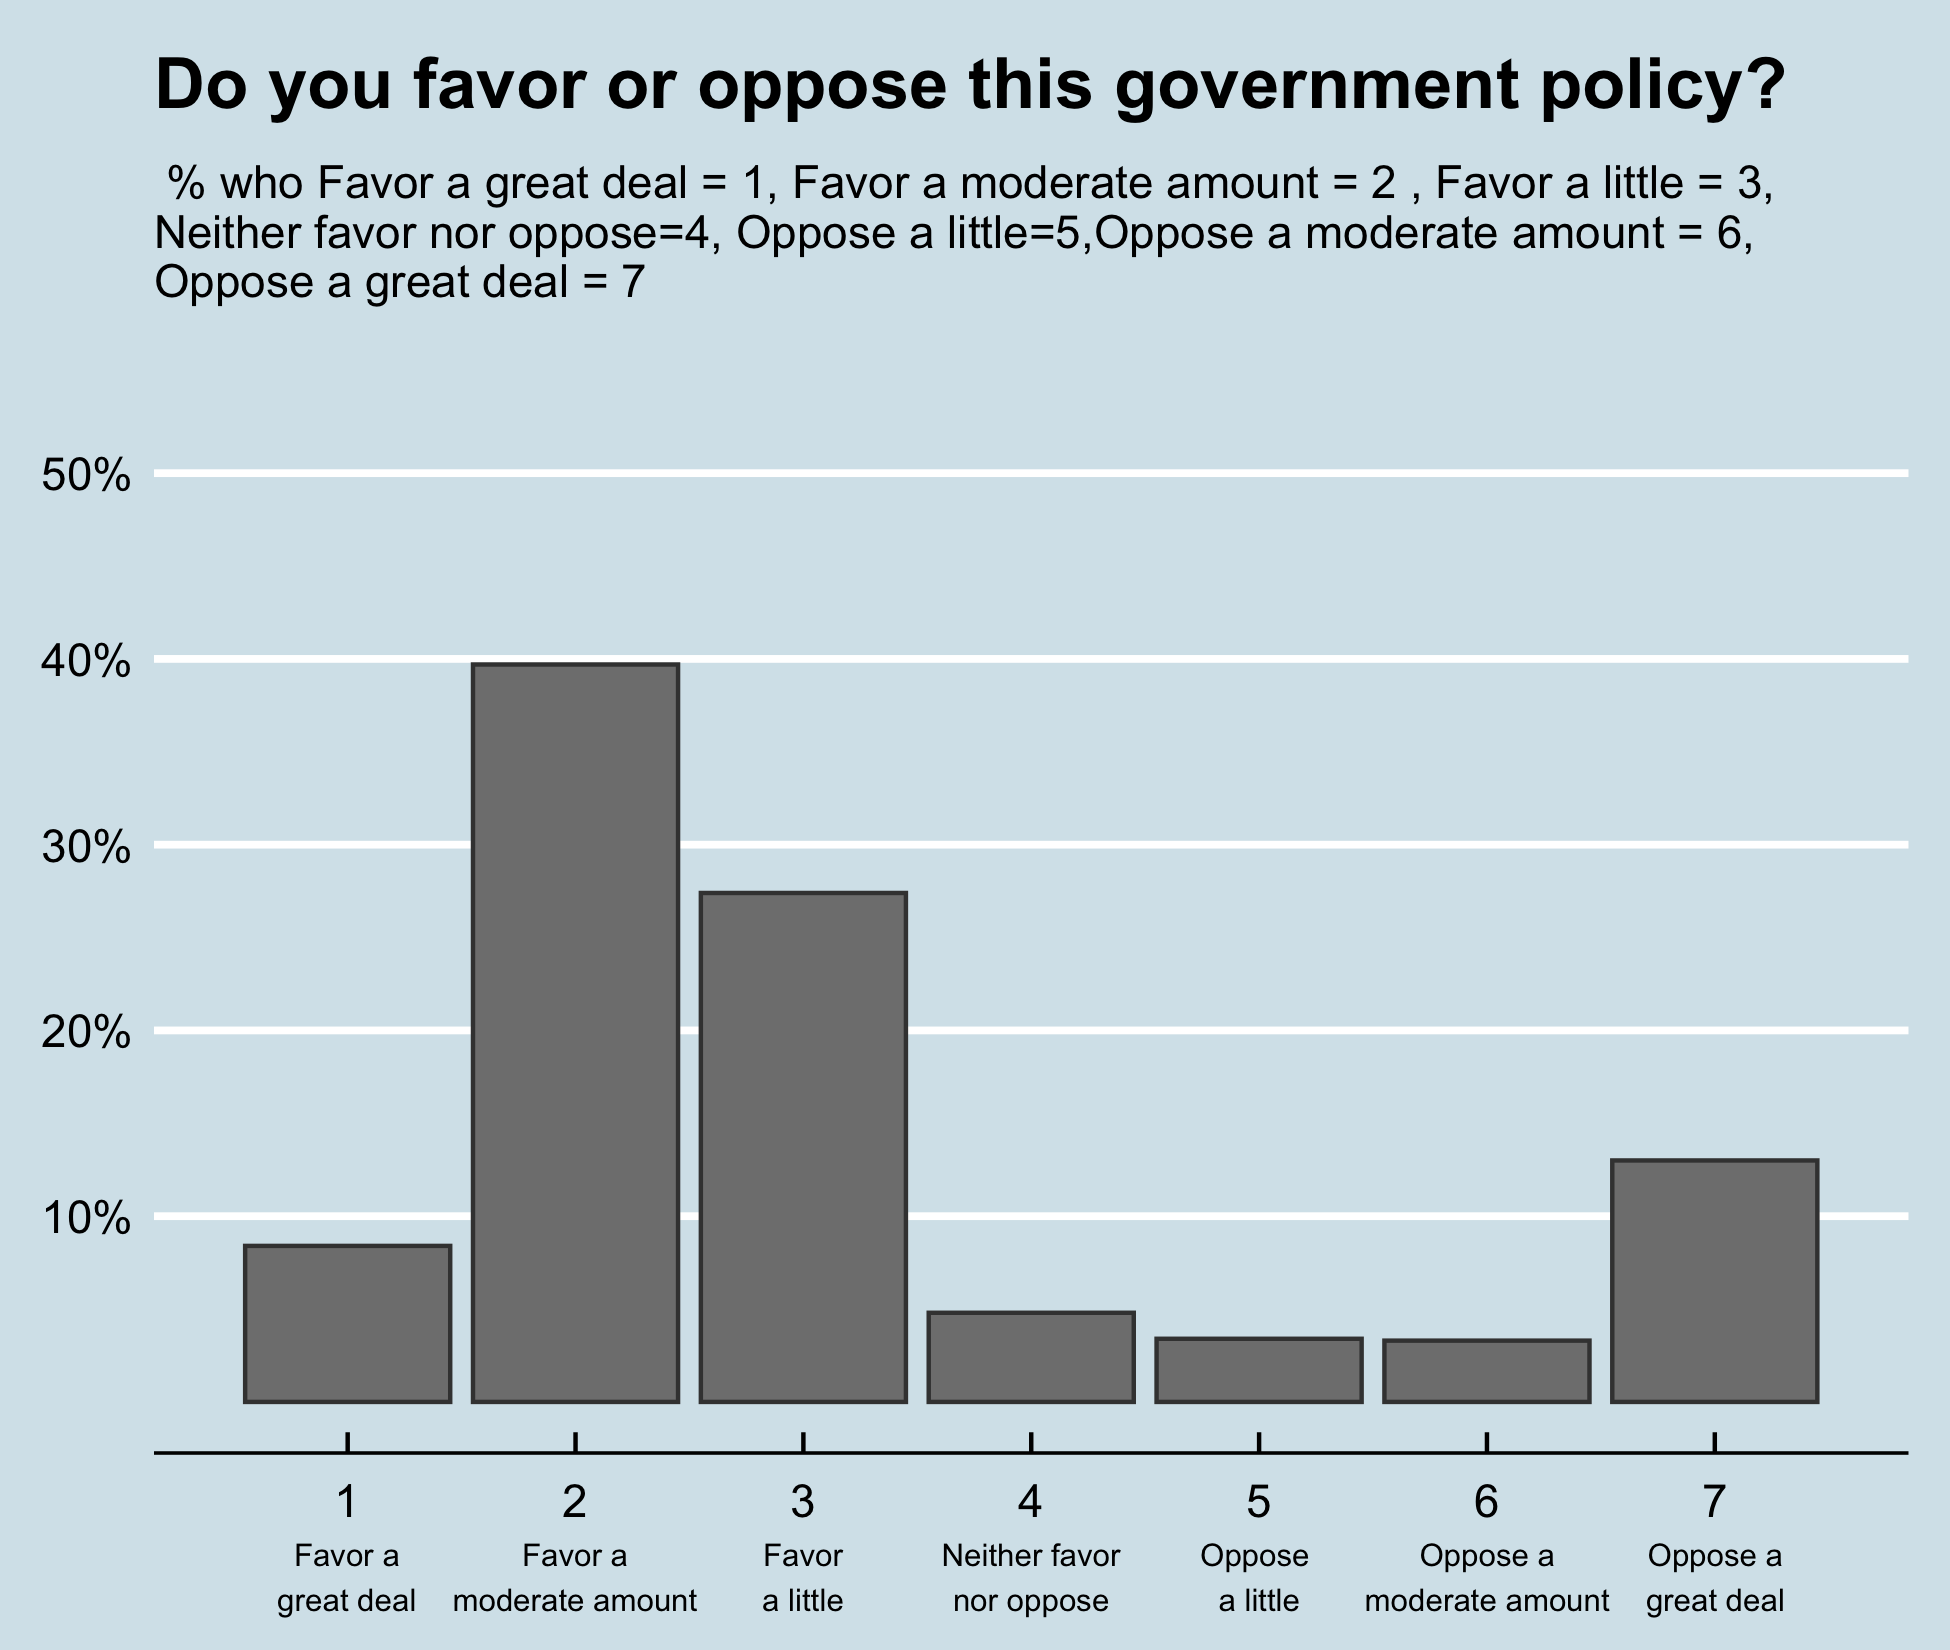 Do you favor or oppose this government policy?
% who Favor a great deal = 1, Favor a moderate amount = 2 , Favor a little = 3,
Neither favor nor oppose=4, Oppose a little=5,Oppose a moderate amount = 6,
Oppose a great deal = 7
50%
40%
30%
20%
10%
1 2 3 4 5 6 7
Favor a Favor a Favor Neither favor Oppose Oppose a Oppose a
great deal moderate amount a little nor oppose a little moderate amount great deal